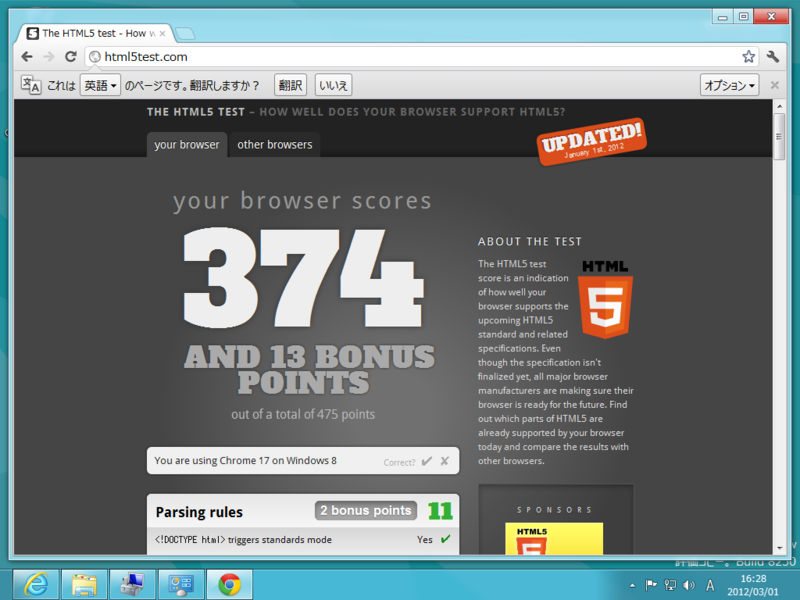 The HTML5 test - How w
html5test.com
これは 英語 のページです。翻訳しますか？ 翻訳 いいえ オプション
THE HTML5 TEST – HOW WELL DOES YOUR BROWSER SUPPORT HTML5?
your browser other browsers
UPDATED!
January 1st, 2012
your browser scores
374
AND 13 BONUS
POINTS
out of a total of 475 points
You are using Chrome 17 on Windows 8 Correct? ✔ ✘
Parsing rules 2 bonus points 11
<!DOCTYPE html> triggers standards mode Yes ✔
ABOUT THE TEST
HTML
5
The HTML5 test
score is an indication
of how well your
browser supports the
upcoming HTML5
standard and related
specifications. Even
though the specification isn't
finalized yet, all major browser
manufacturers are making sure their
browser is ready for the future. Find
out which parts of HTML5 are
already supported by your browser
today and compare the results with
other browsers.
SPONSORS
HTML5
評価コピー。Build 8250
A
16:28
2012/03/01